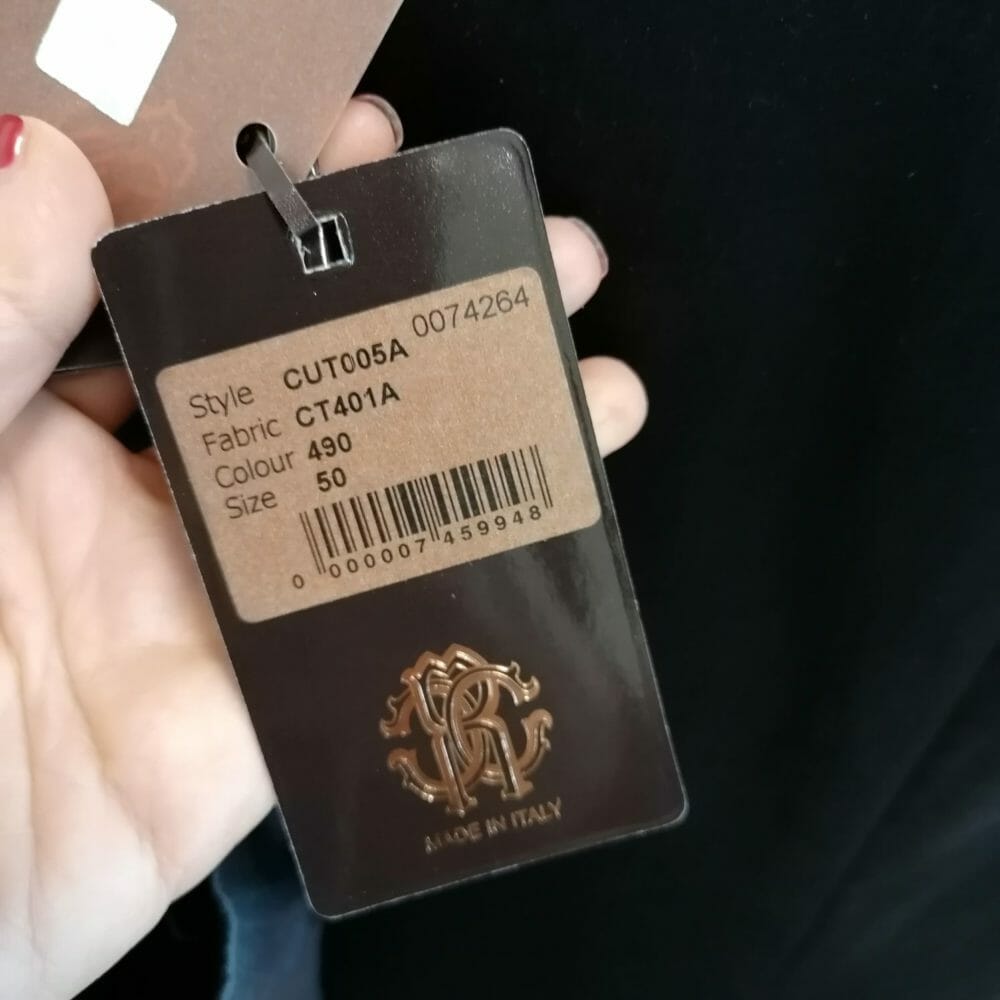 0074264
Style CUT005A
Fabric CT401A
Colour 490
Size 50
0 000007 459948
MADE IN ITALY